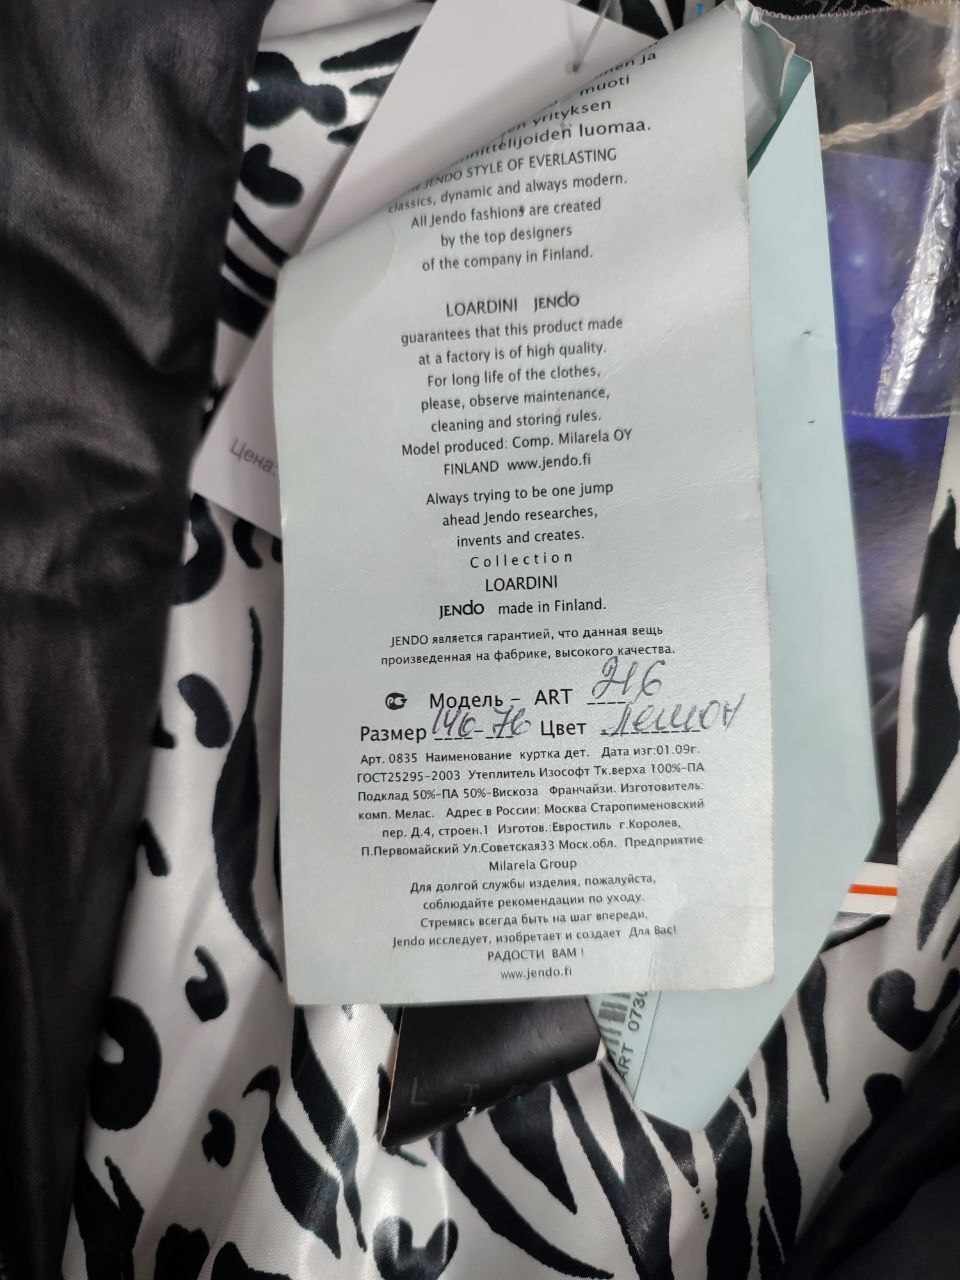 ja
muoti
yrityksen
luomaa.
JENDO STYLE OF EVERLASTING
classics, dynamic and always modern.
All Jendo fashions are created
by the top designers
of the company in Finland.
LOARDINI JENDO
guarantees that this product made
at a factory is of high quality.
For long life of the clothes,
please, observe maintenance,
cleaning and storing rules.
Model produced: Comp. Milarela OY
FINLAND www.jendo.fi
Always trying to be one jump
ahead Jendo researches,
invents and creates.
Collection
LOARDINI
JENDO made in Finland.
JENDO является гарантией, что данная вещь
произведенная на фабрике, высокого качества.
Модель - ART 216
Размер 146-76 Цвет
Арт. 0835 Наименование куртка дет. Дата изг:01.09г.
ГОСТ25295-2003 Утеплитель Изософт Тк.верха 100%-ПА
Подклад 50%-ПА 50%-Вискоза Франчайзи. Изготовитель:
комп. Мелас. Адрес в России: Москва Старопименовский
пер. Д.4, строен.1 Изготов.:Евростиль г.Королев,
П.Первомайский Ул.Советская33 Моск.обл. Предприятие
Milarela Group
Для долгой службы изделия, пожалуйста,
соблюдайте рекомендации по уходу.
Стремясь всегда быть на шаг впереди,
Jendo исследует, изобретает и создает Для Вас!
РАДОСТИ ВАМ !
www.jendo.fi
Цена:
ART